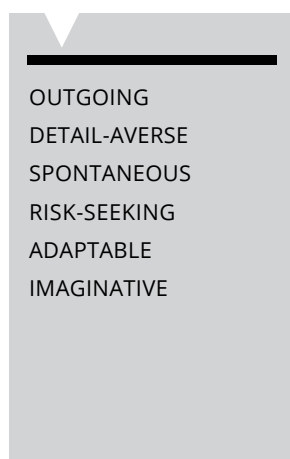 OUTGOING
DETAIL-AVERSE
SPONTANEOUS
RISK-SEEKING
ADAPTABLE
IMAGINATIVE